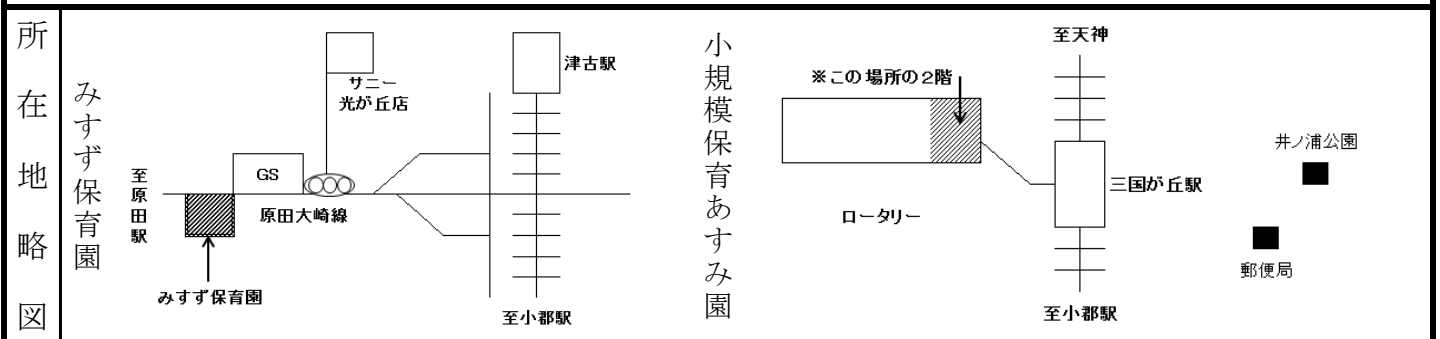 所在地略図
みすず保育園
サニー
光が丘店
津古駅
GS
至原田駅
原田大崎線
みすず保育園
至小郡駅
小規模保育あすみ園
至天神
※この場所の2階
三国が丘駅
ロータリー
至小郡駅
井ノ浦公園
郵便局